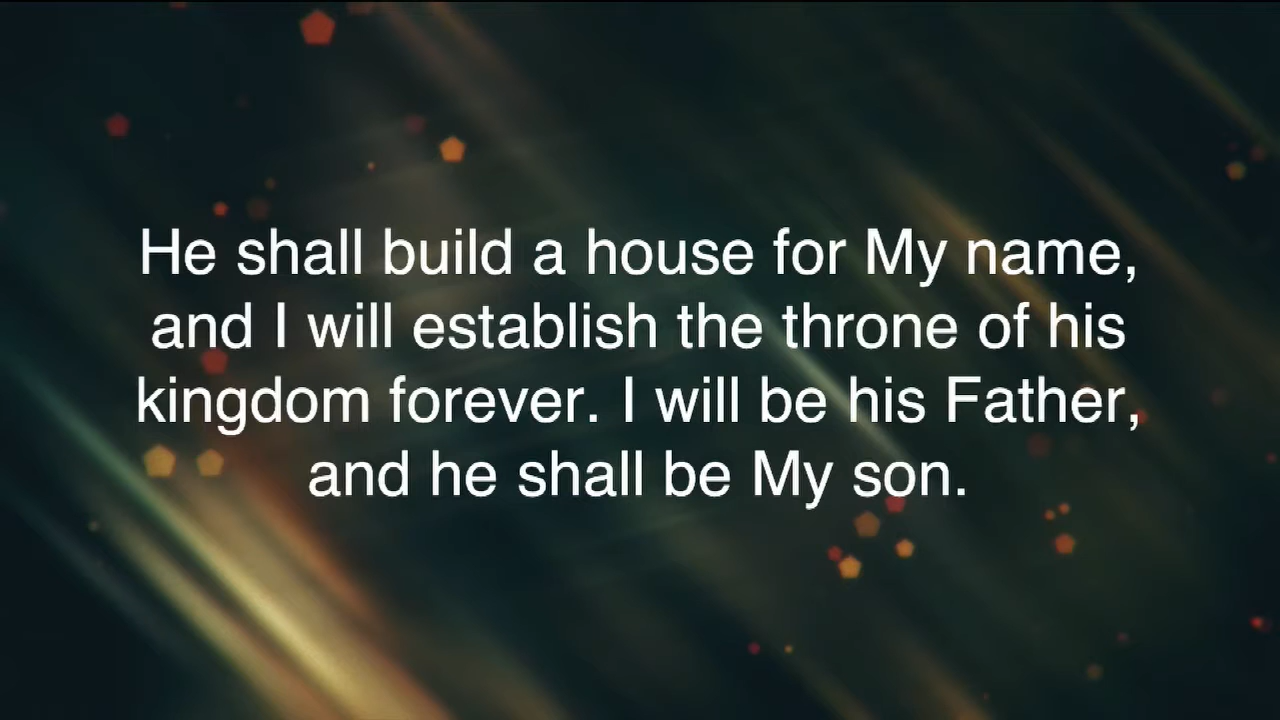 He shall build a house for My name,
and I will establish the throne of his
kingdom forever. I will be his Father,
and he shall be My son.